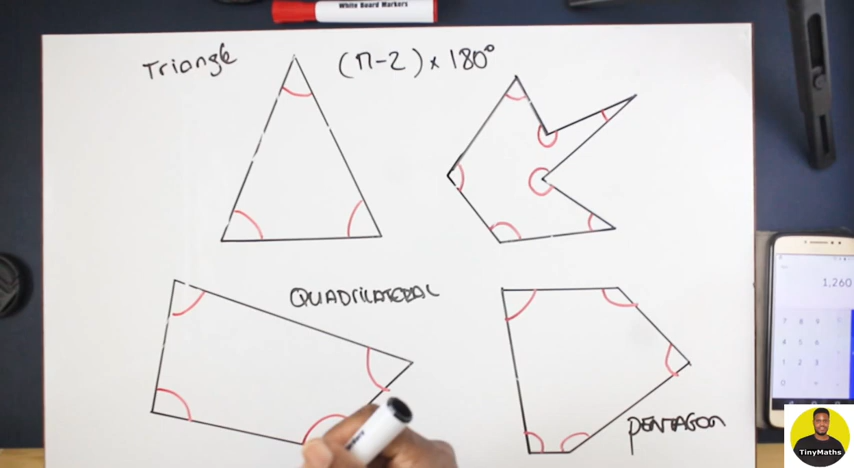 White Board Markers
Triangle
(n-2) × 180°
QUADRILATERAL
1,260
PENTAGON
TinyMaths